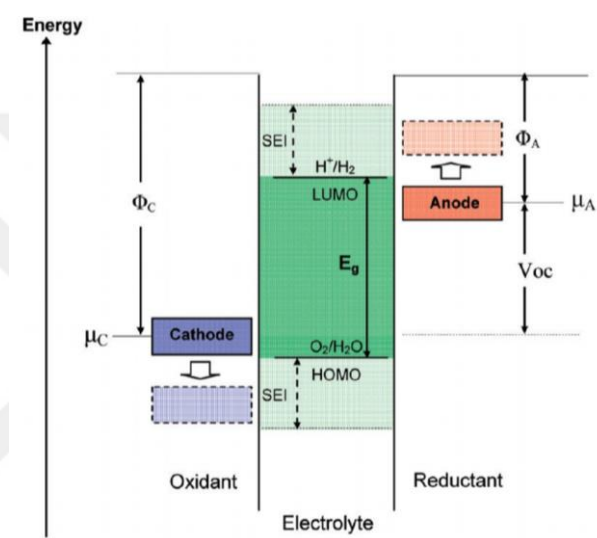 Energy
SEI
H⁺/H₂
LUMO
Φ_A
Φ_C
Anode
μ_A
E_g
Voc
μ_C
Cathode
O₂/H₂O
HOMO
SEI
Oxidant
Reductant
Electrolyte